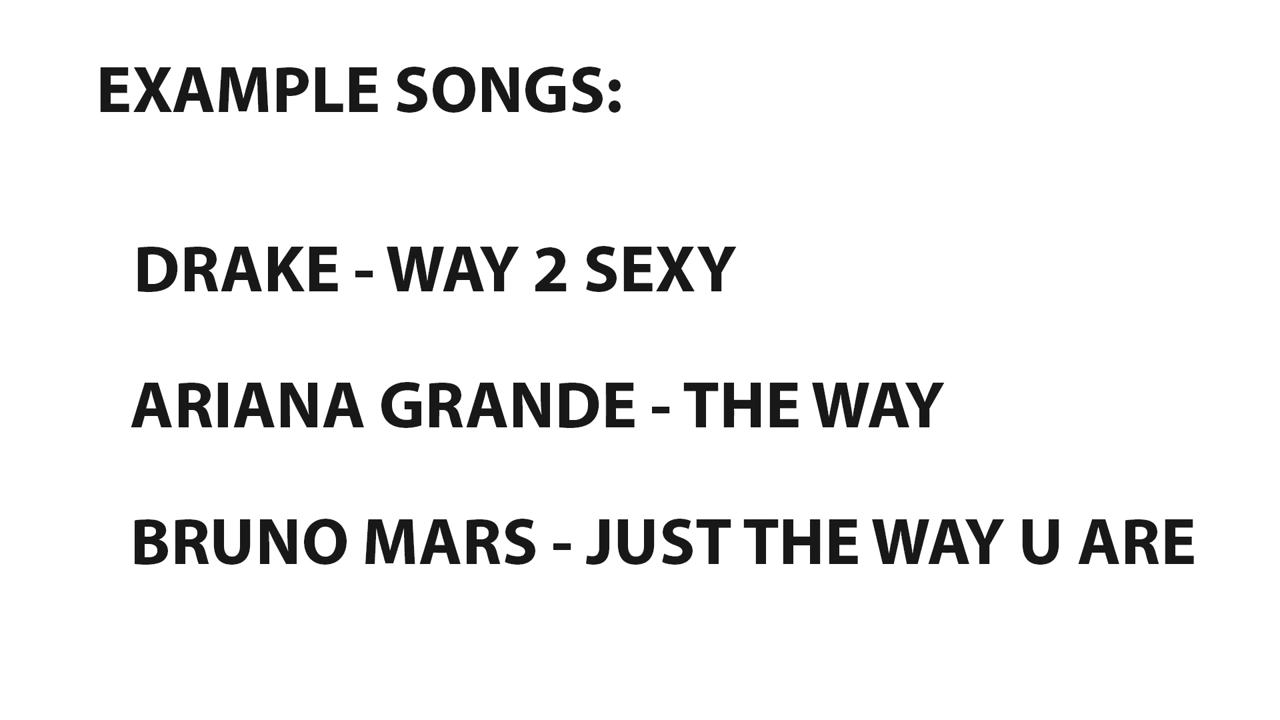 EXAMPLE SONGS:
DRAKE - WAY 2 SEXY
ARIANA GRANDE - THE WAY
BRUNO MARS - JUST THE WAY U ARE